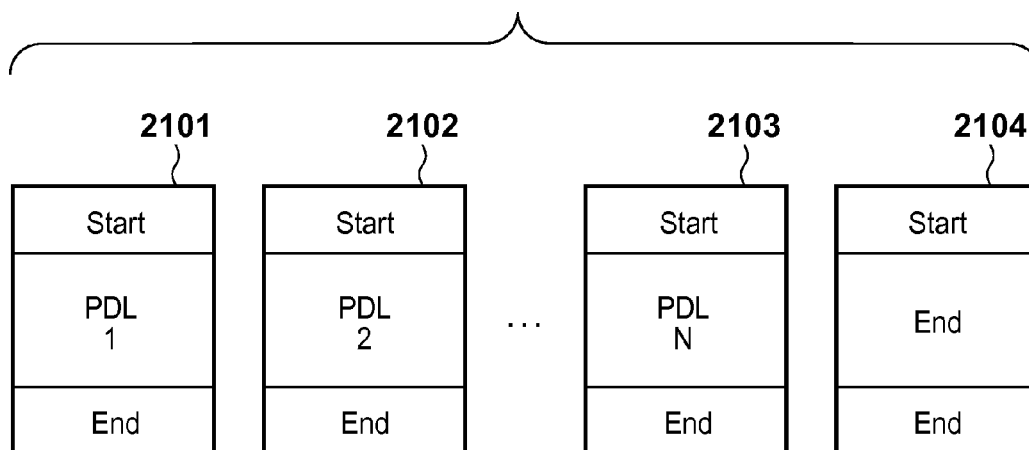 2101 2102 2103 2104
Start Start Start Start
PDL PDL PDL
1 2 ... N End
End End End End